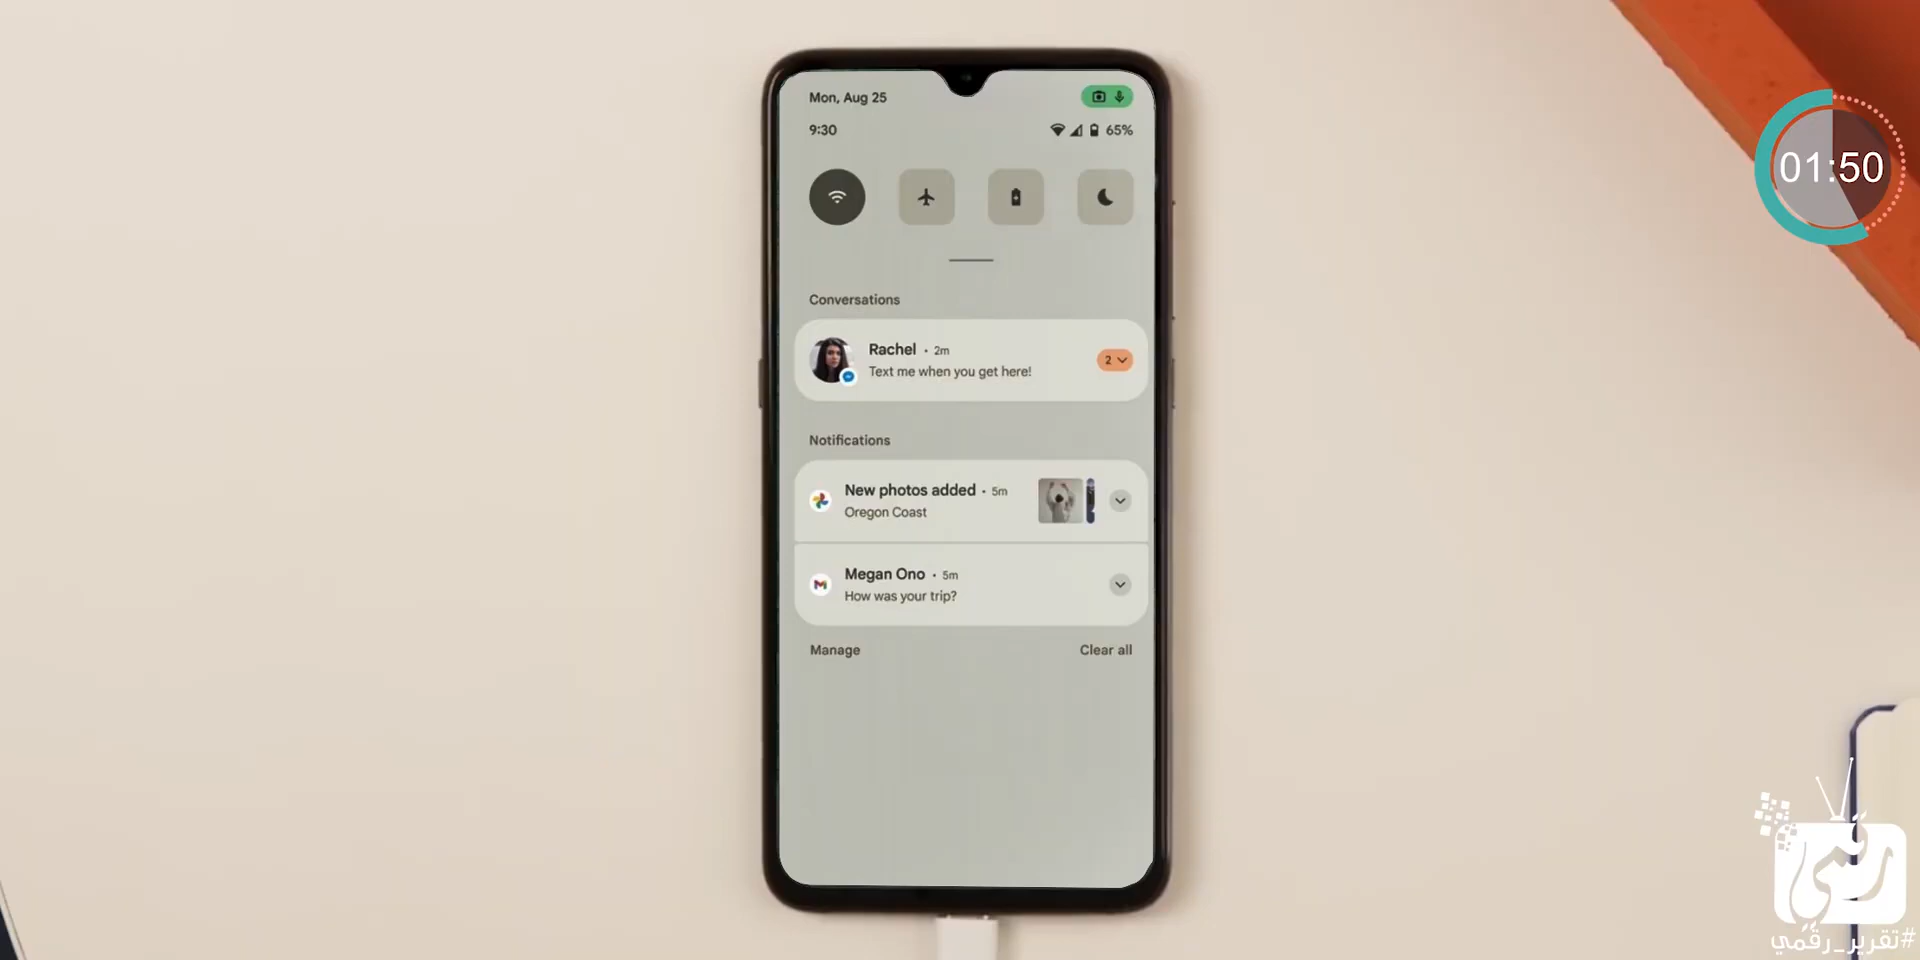 Mon, Aug 25
9:30
65%
01:50
Conversations
Rachel • 2m
Text me when you get here!
2
Notifications
New photos added • 5m
Oregon Coast
Megan Ono • 5m
How was your trip?
Manage
Clear all
رقمي
#تقرير_رقمي